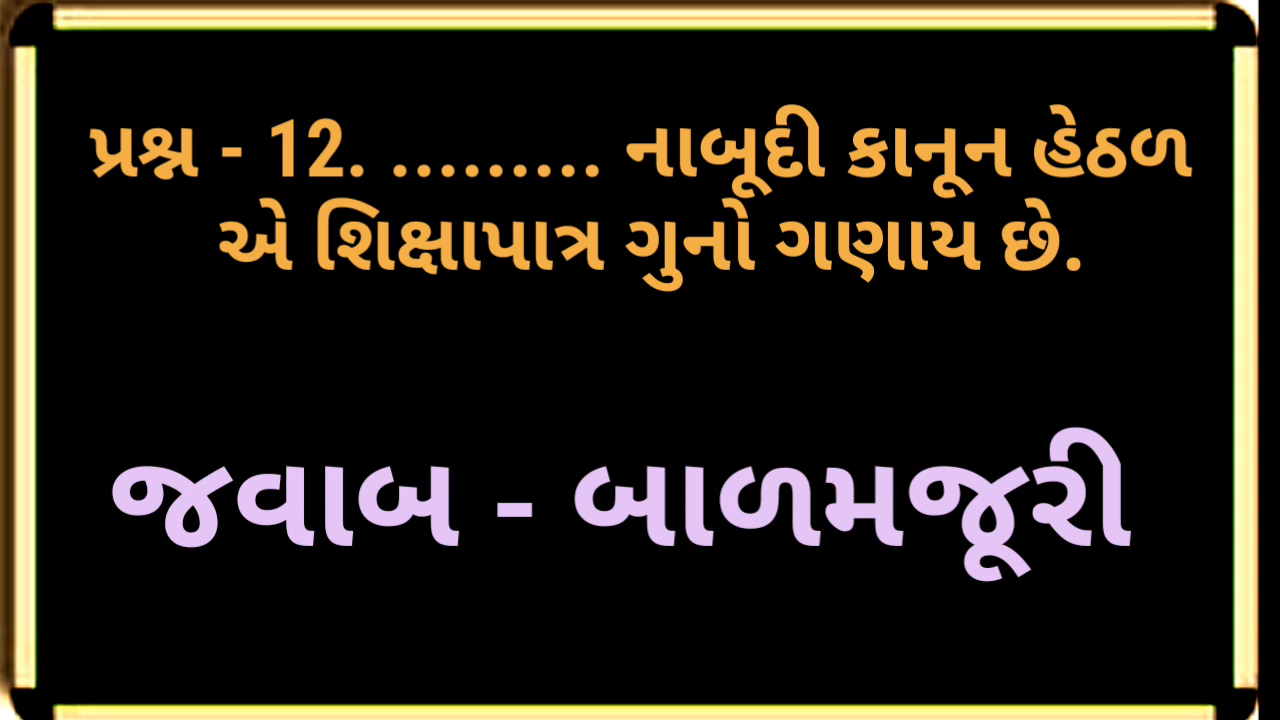 પ્રશ્ન - 12. ......... નાબૂદી કાનૂન હેઠળ
એ શિક્ષાપાત્ર ગુનો ગણાય છે.
જવાબ - બાળમજૂરી